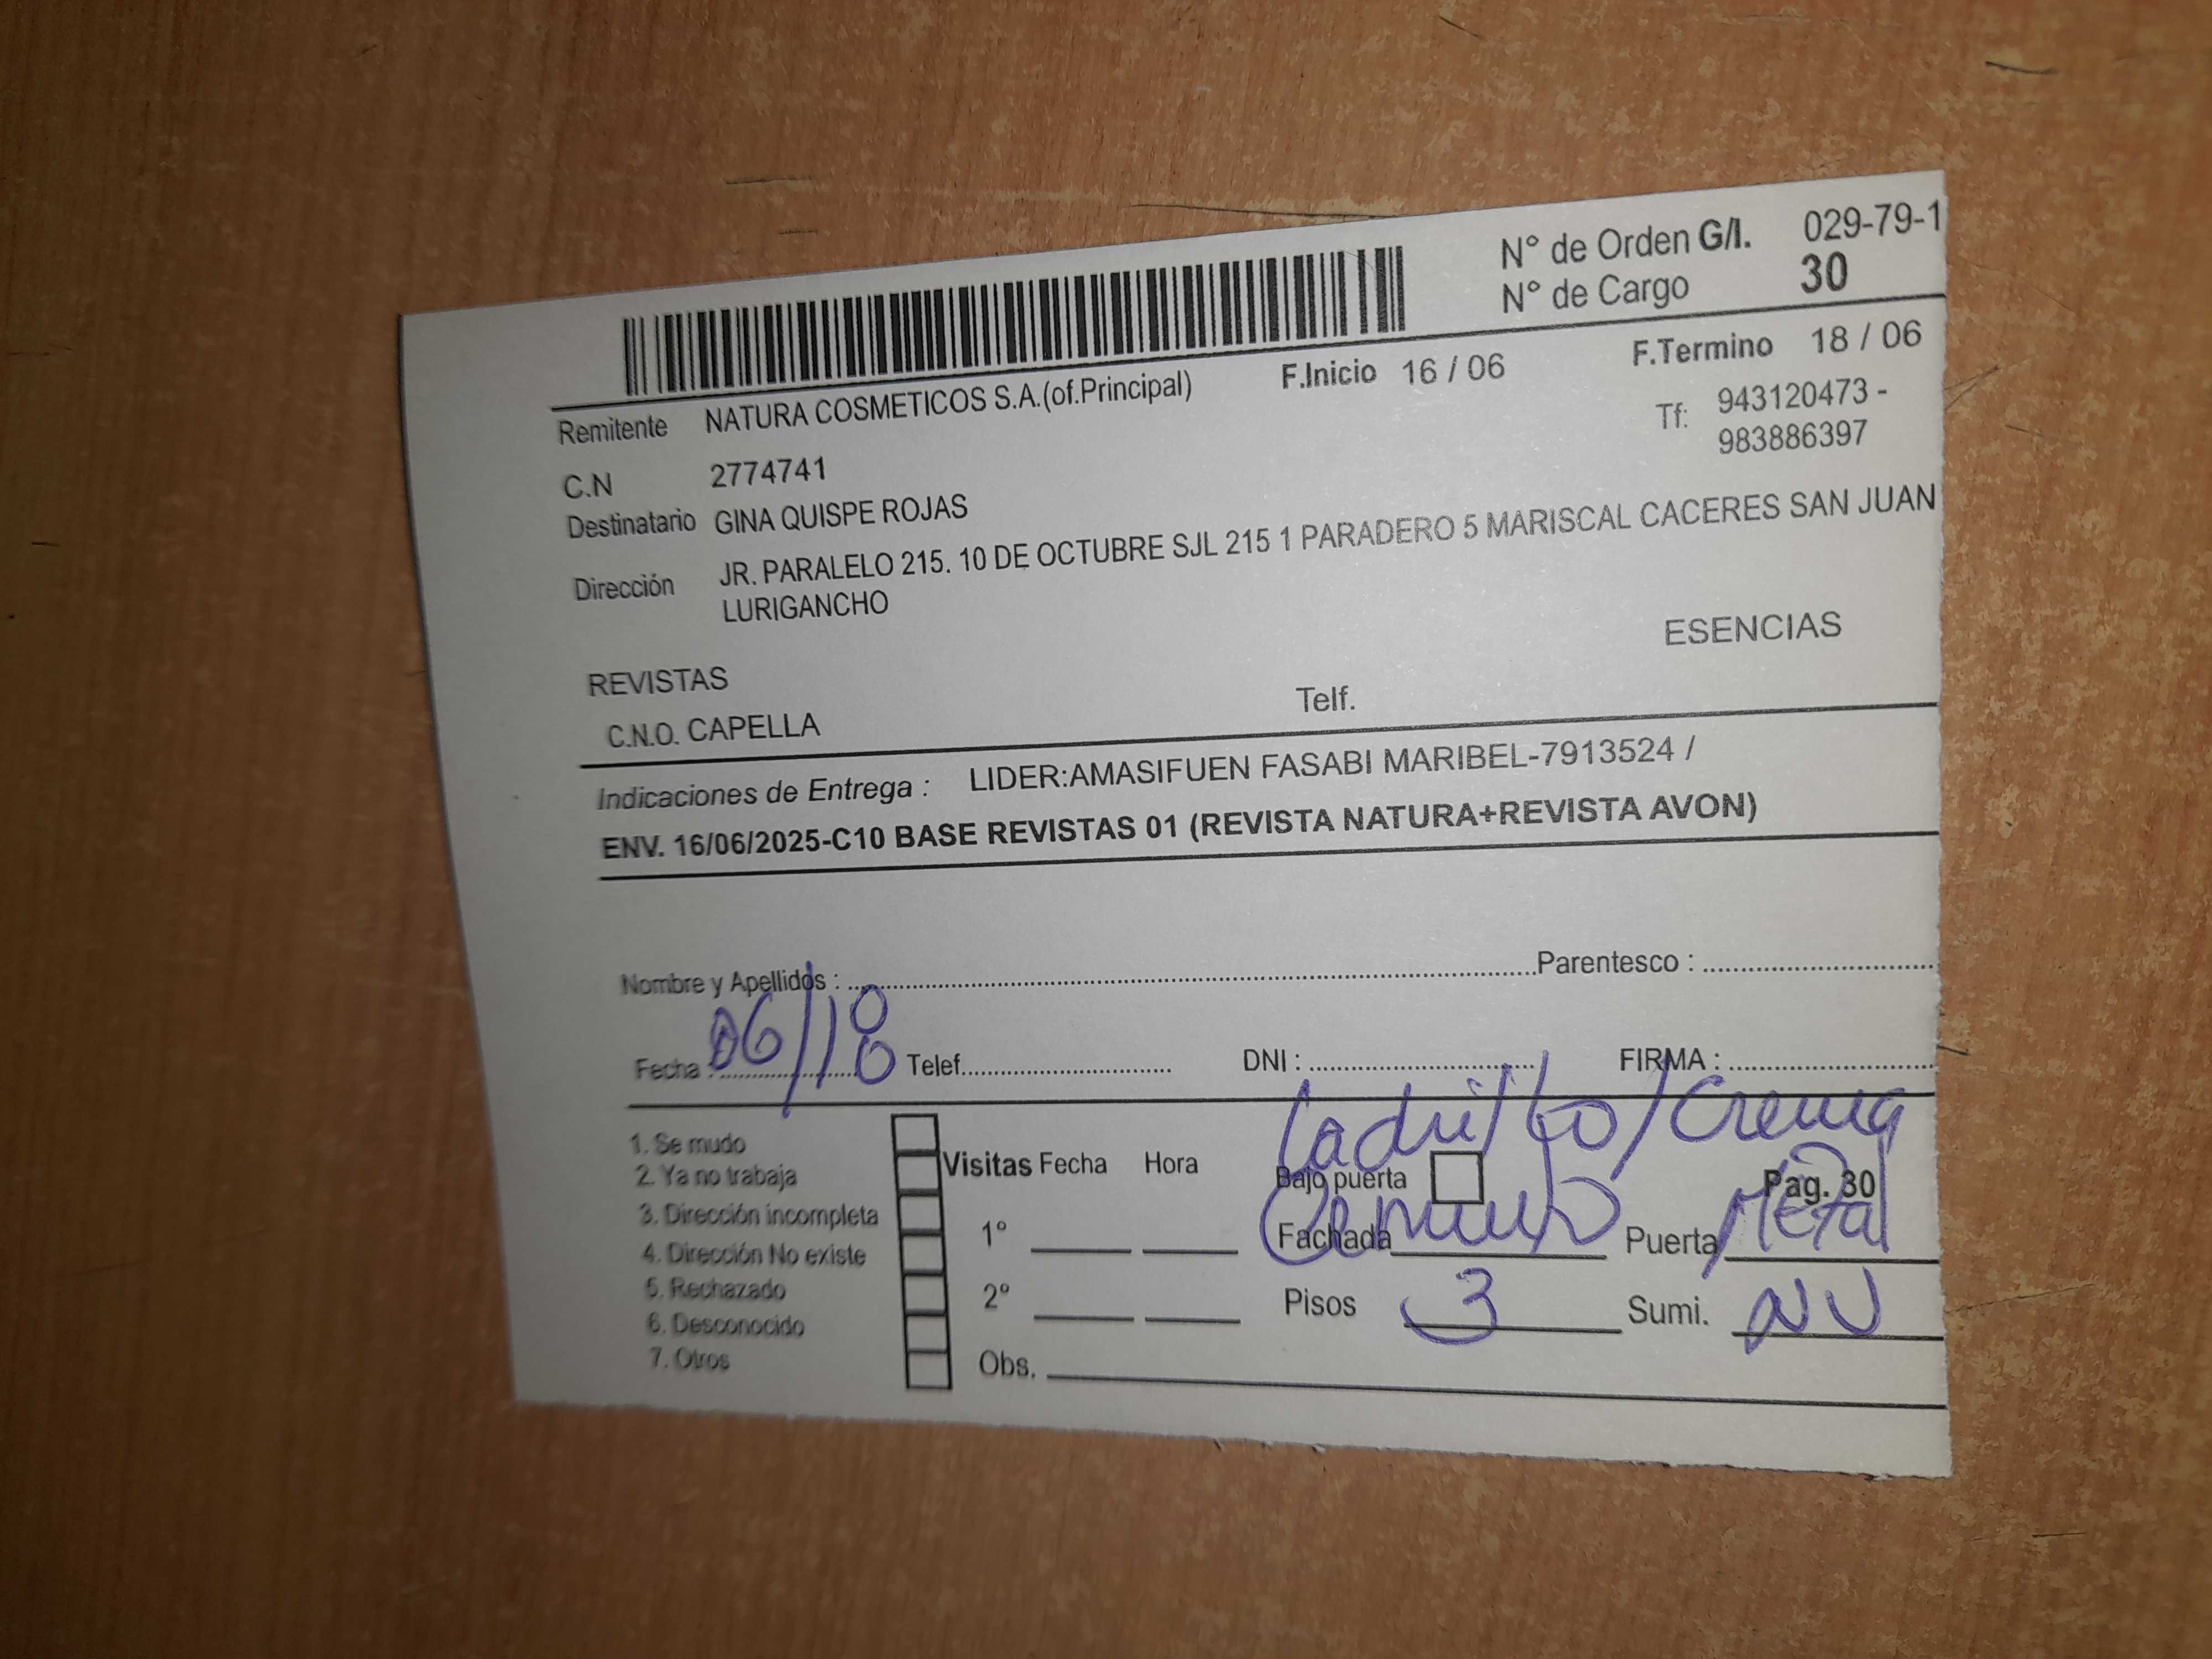 N° de Orden G/I. 029-79-1
N° de Cargo 30
F.Inicio 16 / 06 F.Termino 18 / 06
Remitente NATURA COSMETICOS S.A.(of.Principal) Tf: 943120473 -
983886397
C.N 2774741
Destinatario GINA QUISPE ROJAS
Dirección JR. PARALELO 215. 10 DE OCTUBRE SJL 215 1 PARADERO 5 MARISCAL CACERES SAN JUAN
LURIGANCHO
ESENCIAS
REVISTAS
C.N.O. CAPELLA Telf.
Indicaciones de Entrega : LIDER:AMASIFUEN FASABI MARIBEL-7913524 /
ENV. 16/06/2025-C10 BASE REVISTAS 01 (REVISTA NATURA+REVISTA AVON)
Nombre y Apellidos : Parentesco :
Fecha : 06/18 Telef. DNI : FIRMA :
Ladrillo/Crema
1. Se mudo
2. Ya no trabaja
3. Dirección incompleta
4. Dirección No existe
5. Rechazado
6. Desconocido
7. Otros
Visitas Fecha Hora
1°
2°
Obs.
Bajo puerta Pag. 30
Fachada Puerta Metal
Pisos 3 Sumi.